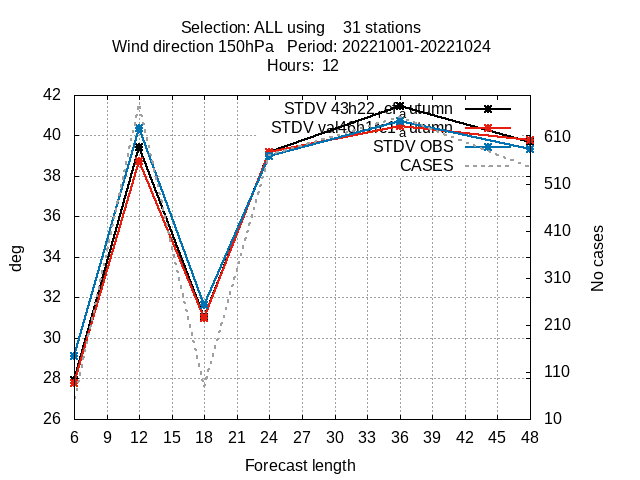 Selection: ALL using    31 stations
Wind direction 150hPa   Period: 20221001-20221024
Hours:  12
42
40
38
36
34
32
30
28
26
deg
610
510
410
310
210
110
10
No cases
STDV OBS
CASES
6 9 12 15 18 21 24 27 30 33 36 39 42 45 48
Forecast length